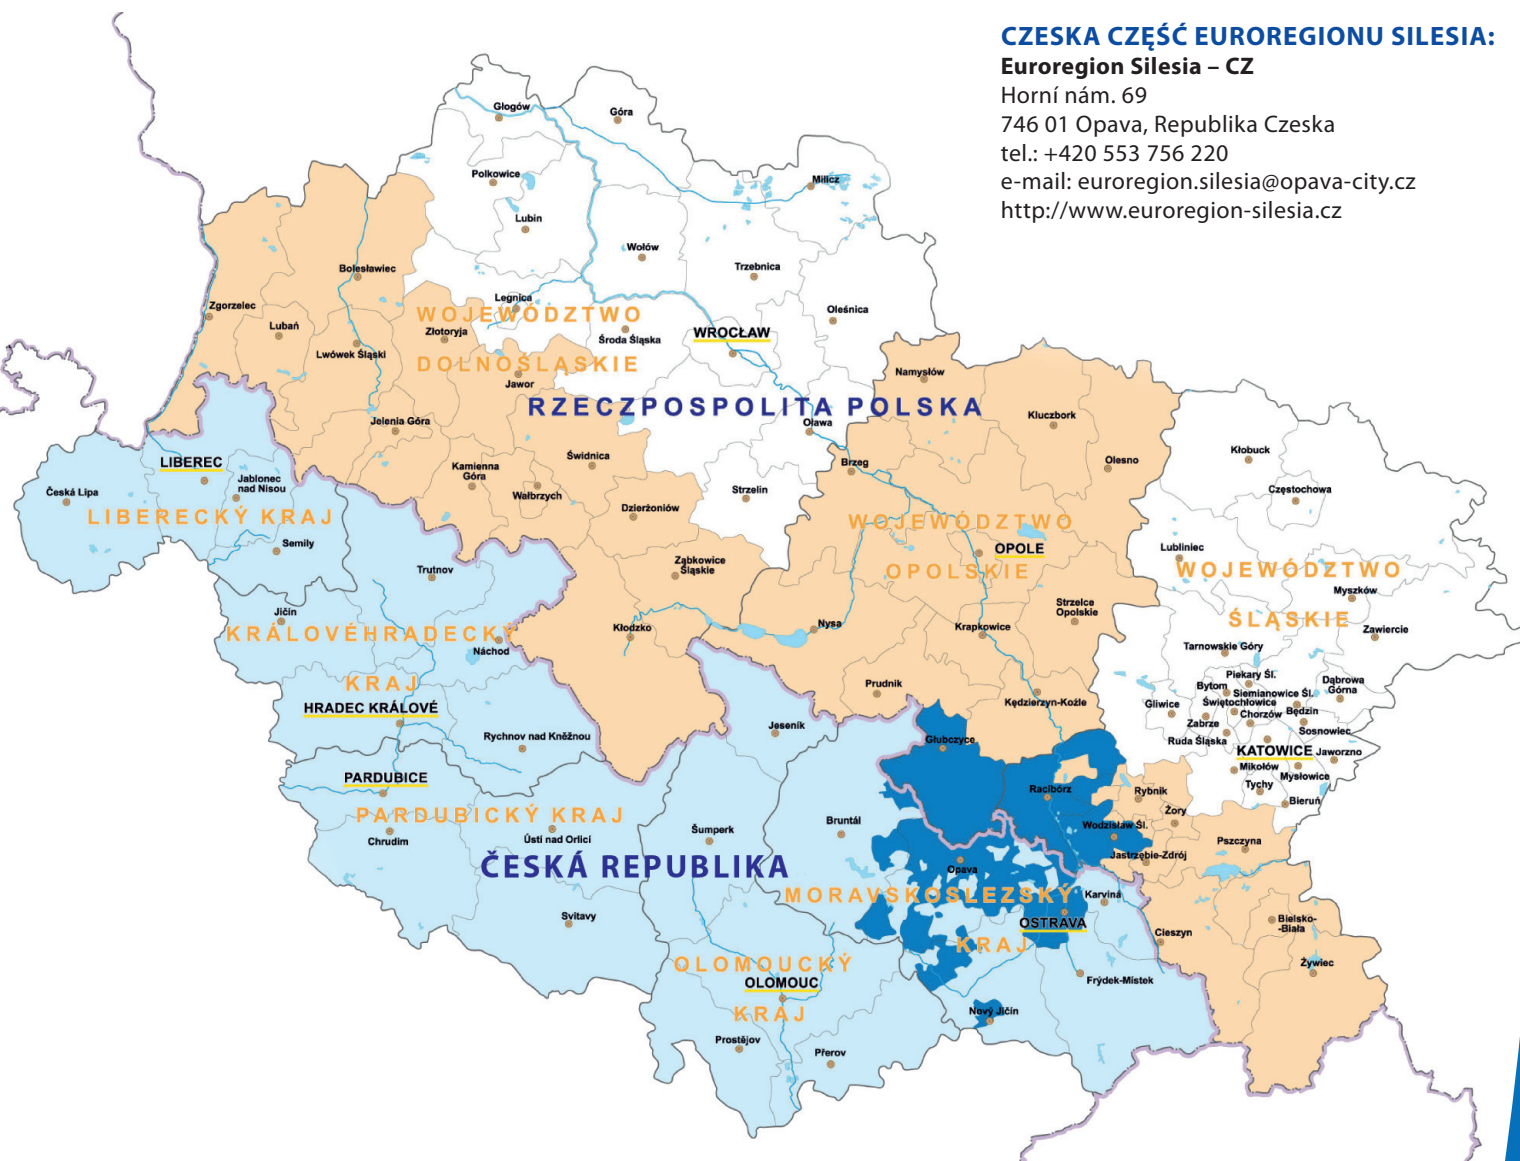 CZESKA CZĘŚĆ EUROREGIONU SILESIA:
Euroregion Silesia – CZ
Horní nám. 69
746 01 Opava, Republika Czeska
tel.: +420 553 756 220
e-mail: euroregion.silesia@opava-city.cz
http://www.euroregion-silesia.cz
Głogów
Góra
Polkowice
Milicz
Lubin
Wołów
Trzebnica
Bolesławiec
Legnica
Zgorzelec
Oleśnica
WOJEWÓDZTWO
Lubań
Złotoryja
Środa Śląska
WROCŁAW
Lwówek Śląski
DOLNOŚLĄSKIE
Jawor
Namysłów
RZECZPOSPOLITA POLSKA
Kluczbork
Jelenia Góra
Oława
Kłobuck
LIBEREC
Kamienna
Góra
Świdnica
Brzeg
Olesno
Jablonec
nad Nisou
Česká Lipa
Wałbrzych
Strzelin
Częstochowa
Dzierżoniów
LIBERECKÝ KRAJ
WOJEWÓDZTWO
Semily
OPOLE
Lubliniec
Ząbkowice
Śląskie
OPOLSKIE
WOJEWÓDZTWO
Trutnov
Myszków
Jičín
Strzelce
Opolskie
ŚLĄSKIE
KRÁLOVÉHRADECKÝ
Kłodzko
Nysa
Krapkowice
Zawiercie
Náchod
Tarnowskie Góry
KRAJ
Prudnik
Piekary Śl.
Dąbrowa
Górna
Bytom
Siemianowice Śl.
HRADEC KRÁLOVÉ
Kędzierzyn-Koźle
Gliwice
Świętochłowice
Będzin
Chorzów
Jeseník
Zabrze
Sosnowiec
Rychnov nad Kněžnou
Głubczyce
Ruda Śląska
KATOWICE
Jaworzno
Mikołów
Mysłowice
PARDUBICE
Tychy
Racibórz
Rybnik
Bieruń
PARDUBICKÝ KRAJ
Bruntál
Żory
Chrudim
Ústí nad Orlicí
Šumperk
Wodzisław Śl.
Pszczyna
Jastrzębie-Zdrój
ČESKÁ REPUBLIKA
Opava
MORAVSKOSLEZSKÝ
Karviná
Svitavy
OSTRAVA
Bielsko-
-Biała
Cieszyn
KRAJ
OLOMOUCKÝ
Żywiec
OLOMOUC
Frýdek-Místek
KRAJ
Nový Jičín
Prostějov
Přerov